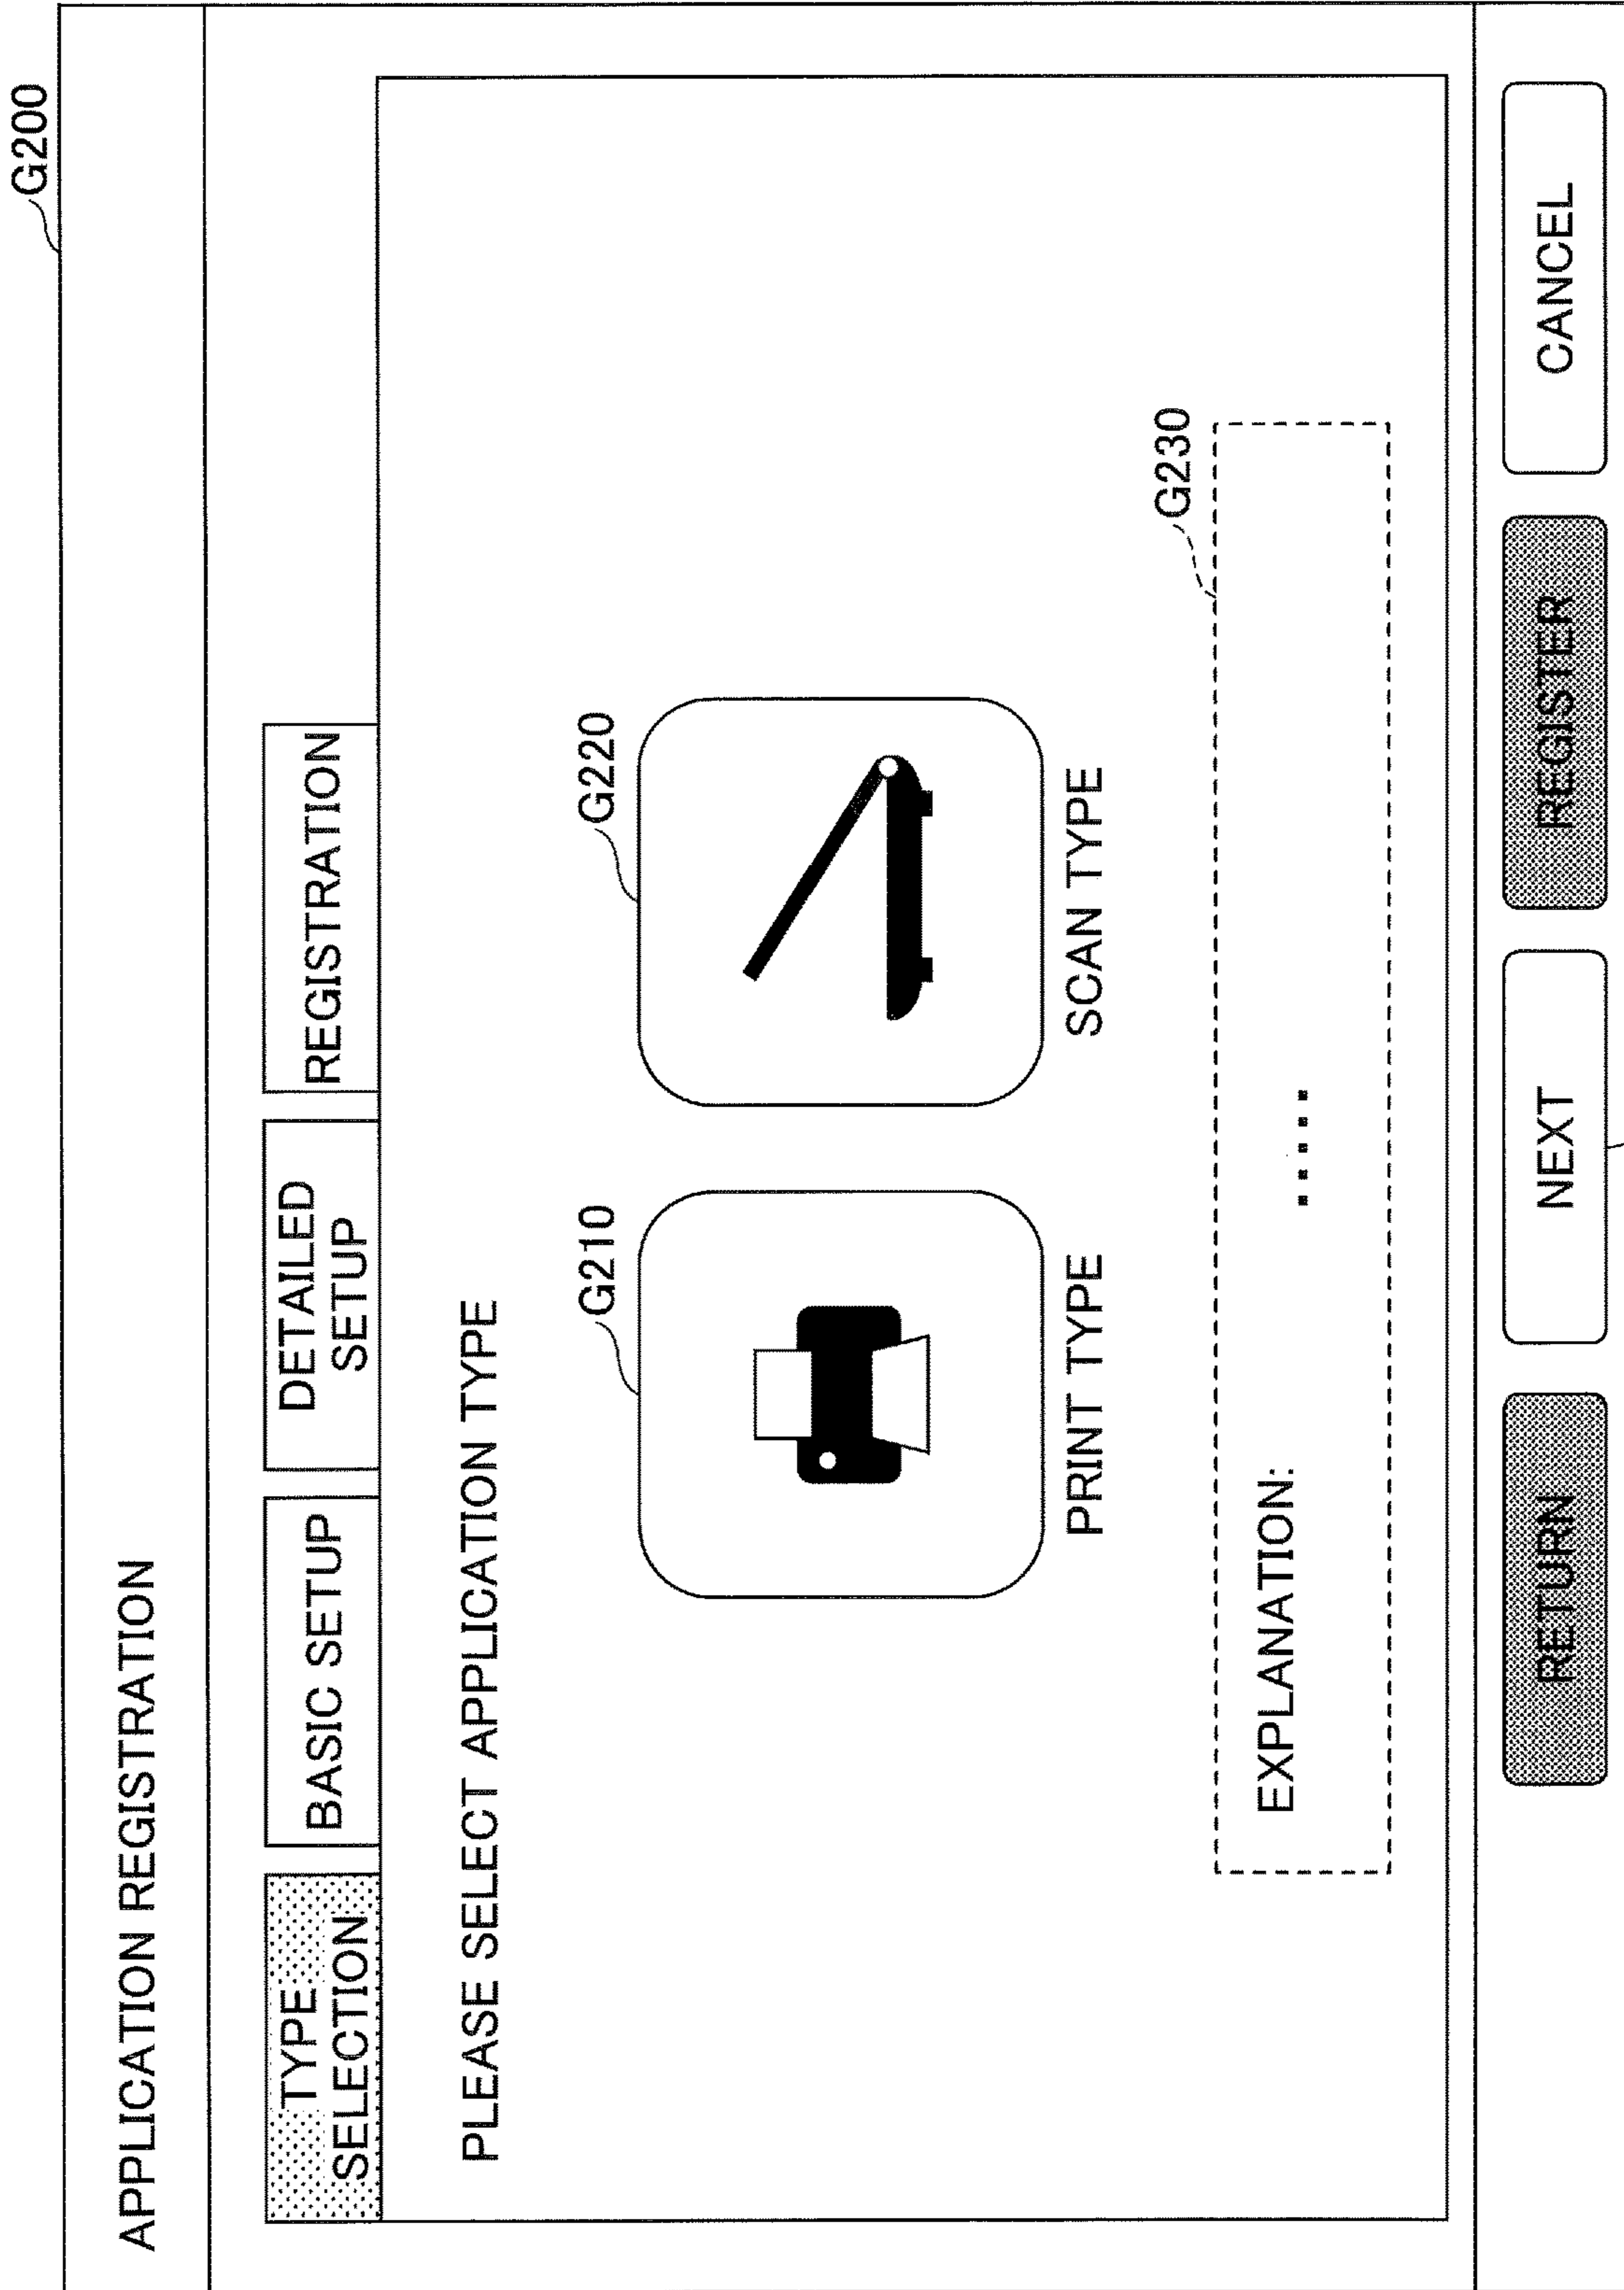 G200
APPLICATION REGISTRATION
TYPE
SELECTION
BASIC SETUP
DETAILED
SETUP
REGISTRATION
PLEASE SELECT APPLICATION TYPE
G210
G220
PRINT TYPE
SCAN TYPE
G230
EXPLANATION: .....
RETURN
NEXT
REGISTER
CANCEL